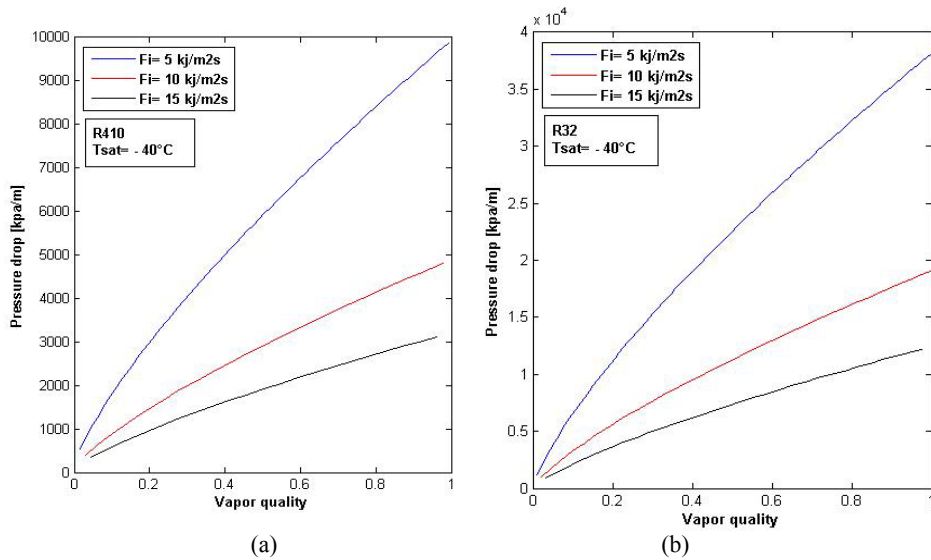 10000
9000
8000
7000
6000
5000
4000
3000
2000
1000
0
Pressure drop [kpa/m]
Fi= 5 kj/m2s
Fi= 10 kj/m2s
Fi= 15 kj/m2s
R410
Tsat= - 40°C
0 0.2 0.4 0.6 0.8 1
Vapor quality
(a)
x 10⁴
4
3.5
3
2.5
2
1.5
1
0.5
0
Pressure drop [kpa/m]
Fi= 5 kj/m2s
Fi= 10 kj/m2s
Fi= 15 kj/m2s
R32
Tsat= - 40°C
0 0.2 0.4 0.6 0.8 1
Vapor quality
(b)